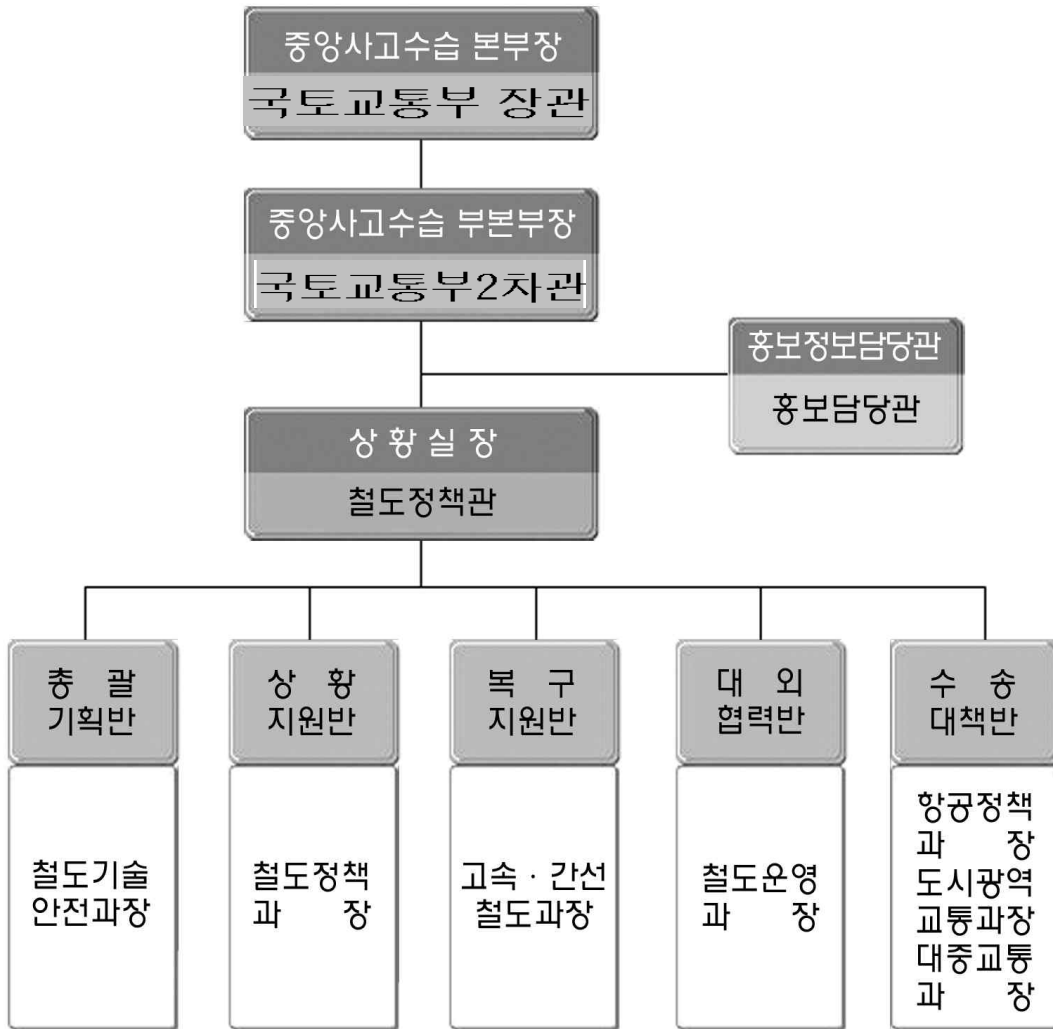 중앙사고수습 본부장
국토교통부 장관
중앙사고수습 부본부장
국토교통부2차관
홍보정보담당관
홍보담당관
상 황 실 장
철도정책관
총 괄
기획반
상 황
지원반
복 구
지원반
대 외
협력반
수 송
대책반
철도기술
안전과장
철도정책
과 장
고속 · 간선
철도과장
철도운영
과 장
항공정책
과 장
도시광역
교통과장
대중교통
과 장